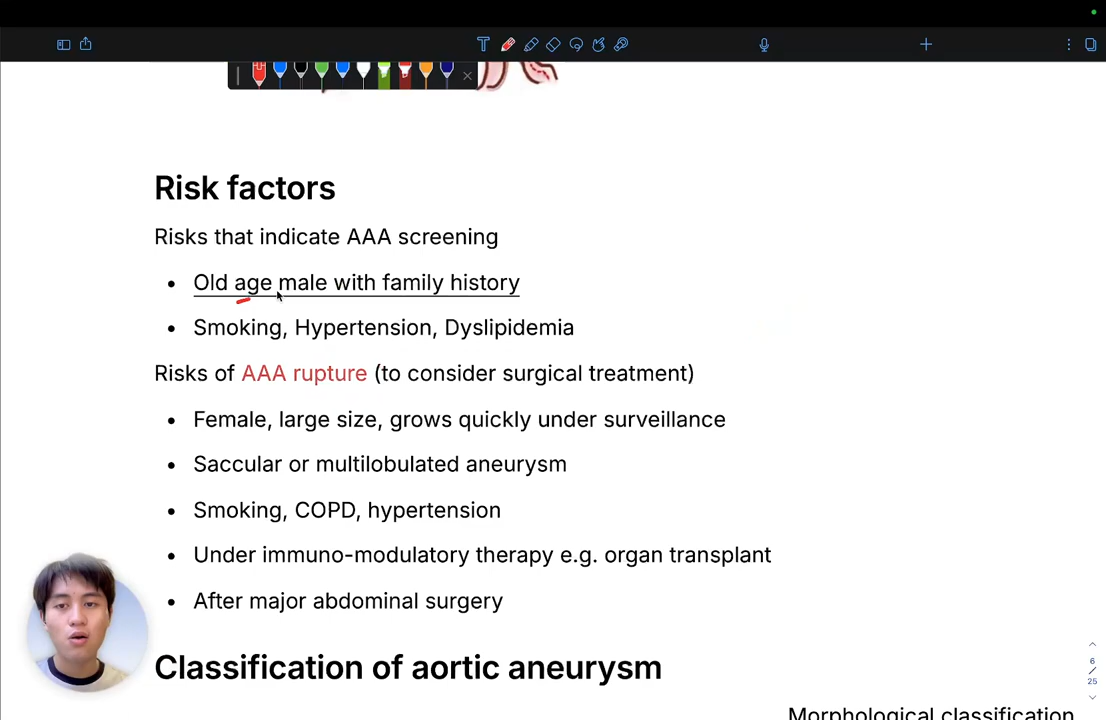 Risk factors
Risks that indicate AAA screening
• Old age male with family history
• Smoking, Hypertension, Dyslipidemia
Risks of AAA rupture (to consider surgical treatment)
• Female, large size, grows quickly under surveillance
• Saccular or multilobulated aneurysm
• Smoking, COPD, hypertension
• Under immuno-modulatory therapy e.g. organ transplant
• After major abdominal surgery
6
/
25
Classification of aortic aneurysm
Morphological classification